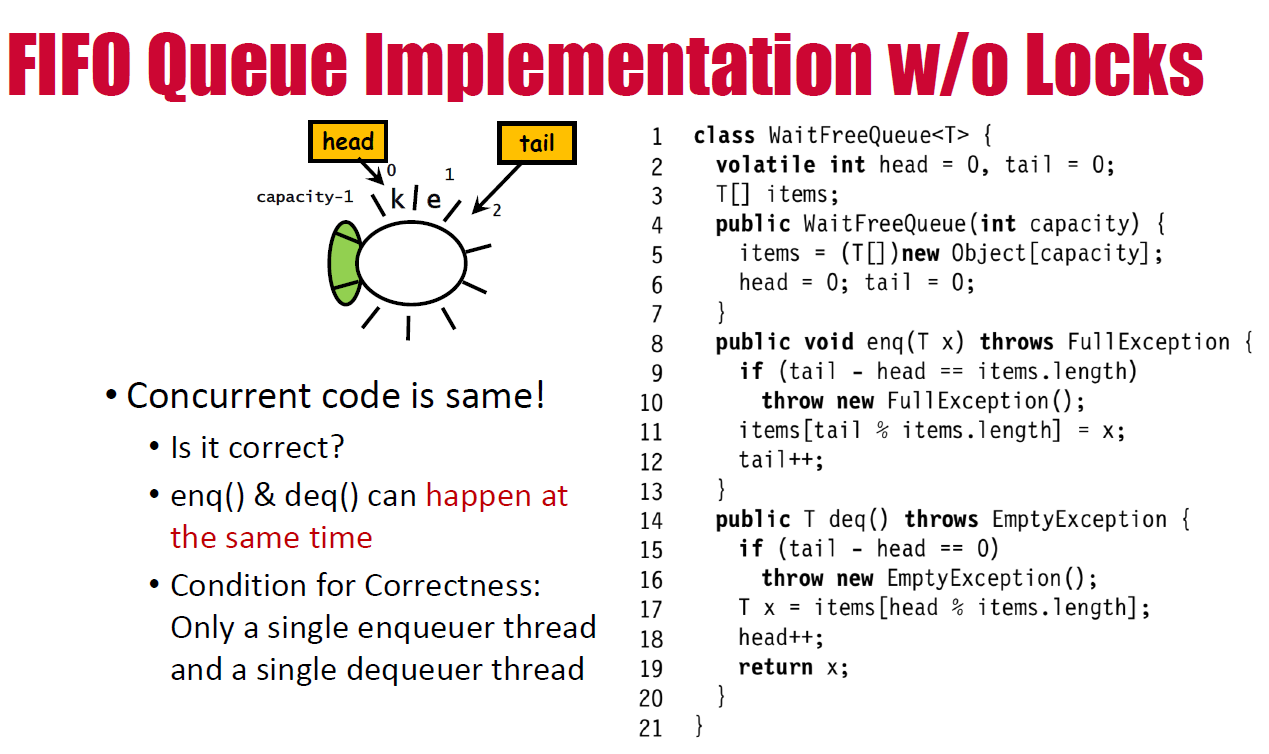 FIFO Queue Implementation w/o Locks
head
tail
0
1
capacity-1
k
e
2
• Concurrent code is same!
• Is it correct?
• enq() & deq() can happen at
the same time
• Condition for Correctness:
Only a single enqueuer thread
and a single dequeuer thread
1 class WaitFreeQueue<T> {
2 volatile int head = 0, tail = 0;
3 T[] items;
4 public WaitFreeQueue(int capacity) {
5 items = (T[])new Object[capacity];
6 head = 0; tail = 0;
7 }
8 public void enq(T x) throws FullException {
9 if (tail - head == items.length)
10 throw new FullException();
11 items[tail % items.length] = x;
12 tail++;
13 }
14 public T deq() throws EmptyException {
15 if (tail - head == 0)
16 throw new EmptyException();
17 T x = items[head % items.length];
18 head++;
19 return x;
20 }
21 }